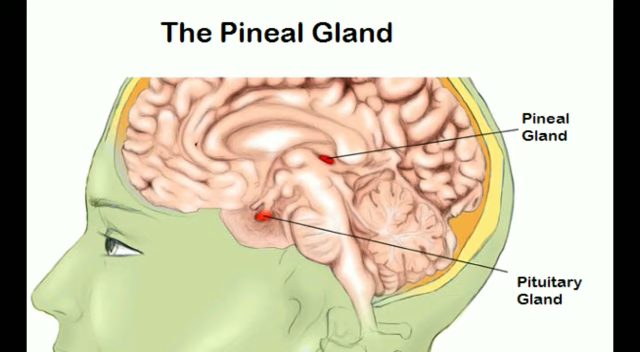 The Pineal Gland
Pineal
Gland
Pituitary
Gland